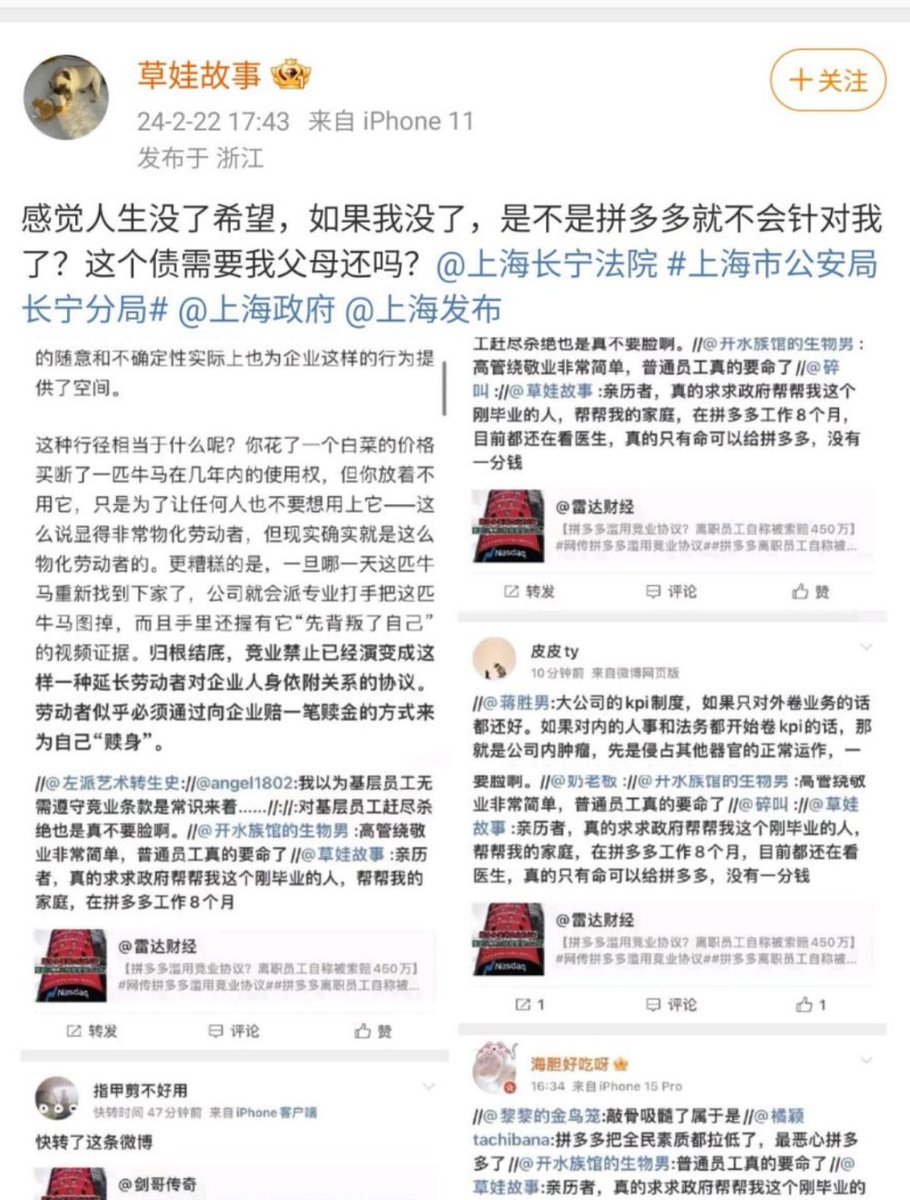 草娃故事
+关注
24-2-22 17:43 来自 iPhone 11
发布于 浙江
感觉人生没了希望，如果我没了，是不是拼多多就不会针对我
了？这个债需要我父母还吗？@上海长宁法院 #上海市公安局
长宁分局# @上海政府 @上海发布
的随意和不确定性实际上也为企业这样的行为提
供了空间。
这种行径相当于什么呢？你花了一个白菜的价格
买断了一匹牛马在几年内的使用权，但你放着不
用它，只是为了让任何人也不要想用上它——这
么说显得非常物化劳动者，但现实确实就是这么
物化劳动者的。更糟糕的是，一旦哪一天这匹牛
马重新找到下家了，公司就会派专业打手把这匹
牛马图掉，而且手里还握有它“先背叛了自己”
的视频证据。归根结底，竞业禁止已经演变成这
样一种延长劳动者对企业人身依附关系的协议。
劳动者似乎必须通过向企业赔一笔赎金的方式来
为自己“赎身”。
//@左派艺术转生史://@angel1802:我以为基层员工无
需遵守竞业条款是常识来着......//://:对基层员工赶尽杀
绝也是真不要脸啊。//@开水族馆的生物男 :高管绕敬
业非常简单，普通员工真的要命了//@草娃故事 :亲历
者，真的求求政府帮帮我这个刚毕业的人，帮帮我的
家庭，在拼多多工作8个月
@雷达财经
【拼多多滥用竞业协议？离职员工自称被索赔450万】
#网传拼多多滥用竞业协议##拼多多离职员工自称被...
Nasdaq
转发 评论 赞
指甲剪不好用
快转时间 47分钟前 来自iPhone客户端
快转了这条微博
@剑哥传奇
工赶尽杀绝也是真不要脸啊。//@开水族馆的生物男 :
高管绕敬业非常简单，普通员工真的要命了//@碎
叫 ://@草娃故事 :亲历者，真的求求政府帮帮我这个
刚毕业的人，帮帮我的家庭，在拼多多工作8个月，
目前都还在看医生，真的只有命可以给拼多多，没有
一分钱
@雷达财经
【拼多多滥用竞业协议？离职员工自称被索赔450万】
#网传拼多多滥用竞业协议##拼多多离职员工自称被...
Nasdaq
转发 评论 赞
皮皮ty
10分钟前 来自微博网页版
//@蒋胜男:大公司的kpi制度，如果只对外卷业务的话
都还好。如果对内的人事和法务都开始卷kpi的话，那
就是公司内肿瘤，先是侵占其他器官的正常运作，一
要脸啊。//@奶老板 ://@开水族馆的生物男 :高管绕敬
业非常简单，普通员工真的要命了//@碎叫 ://@草娃
故事 :亲历者，真的求求政府帮帮我这个刚毕业的人，
帮帮我的家庭，在拼多多工作8个月，目前都还在看
医生，真的只有命可以给拼多多，没有一分钱
@雷达财经
【拼多多滥用竞业协议？离职员工自称被索赔450万】
#网传拼多多滥用竞业协议##拼多多离职员工自称被...
Nasdaq
1 评论 1
海胆好吃呀
16:34 来自iPhone 15 Pro
//@黎黎的金鸟笼:敲骨吸髓了属于是//@橘颖
tachibana:拼多多把全民素质都拉低了，最恶心拼多
多了//@开水族馆的生物男:普通员工真的要命了//@
草娃故事:亲历者，真的求求政府帮帮我这个刚毕业的